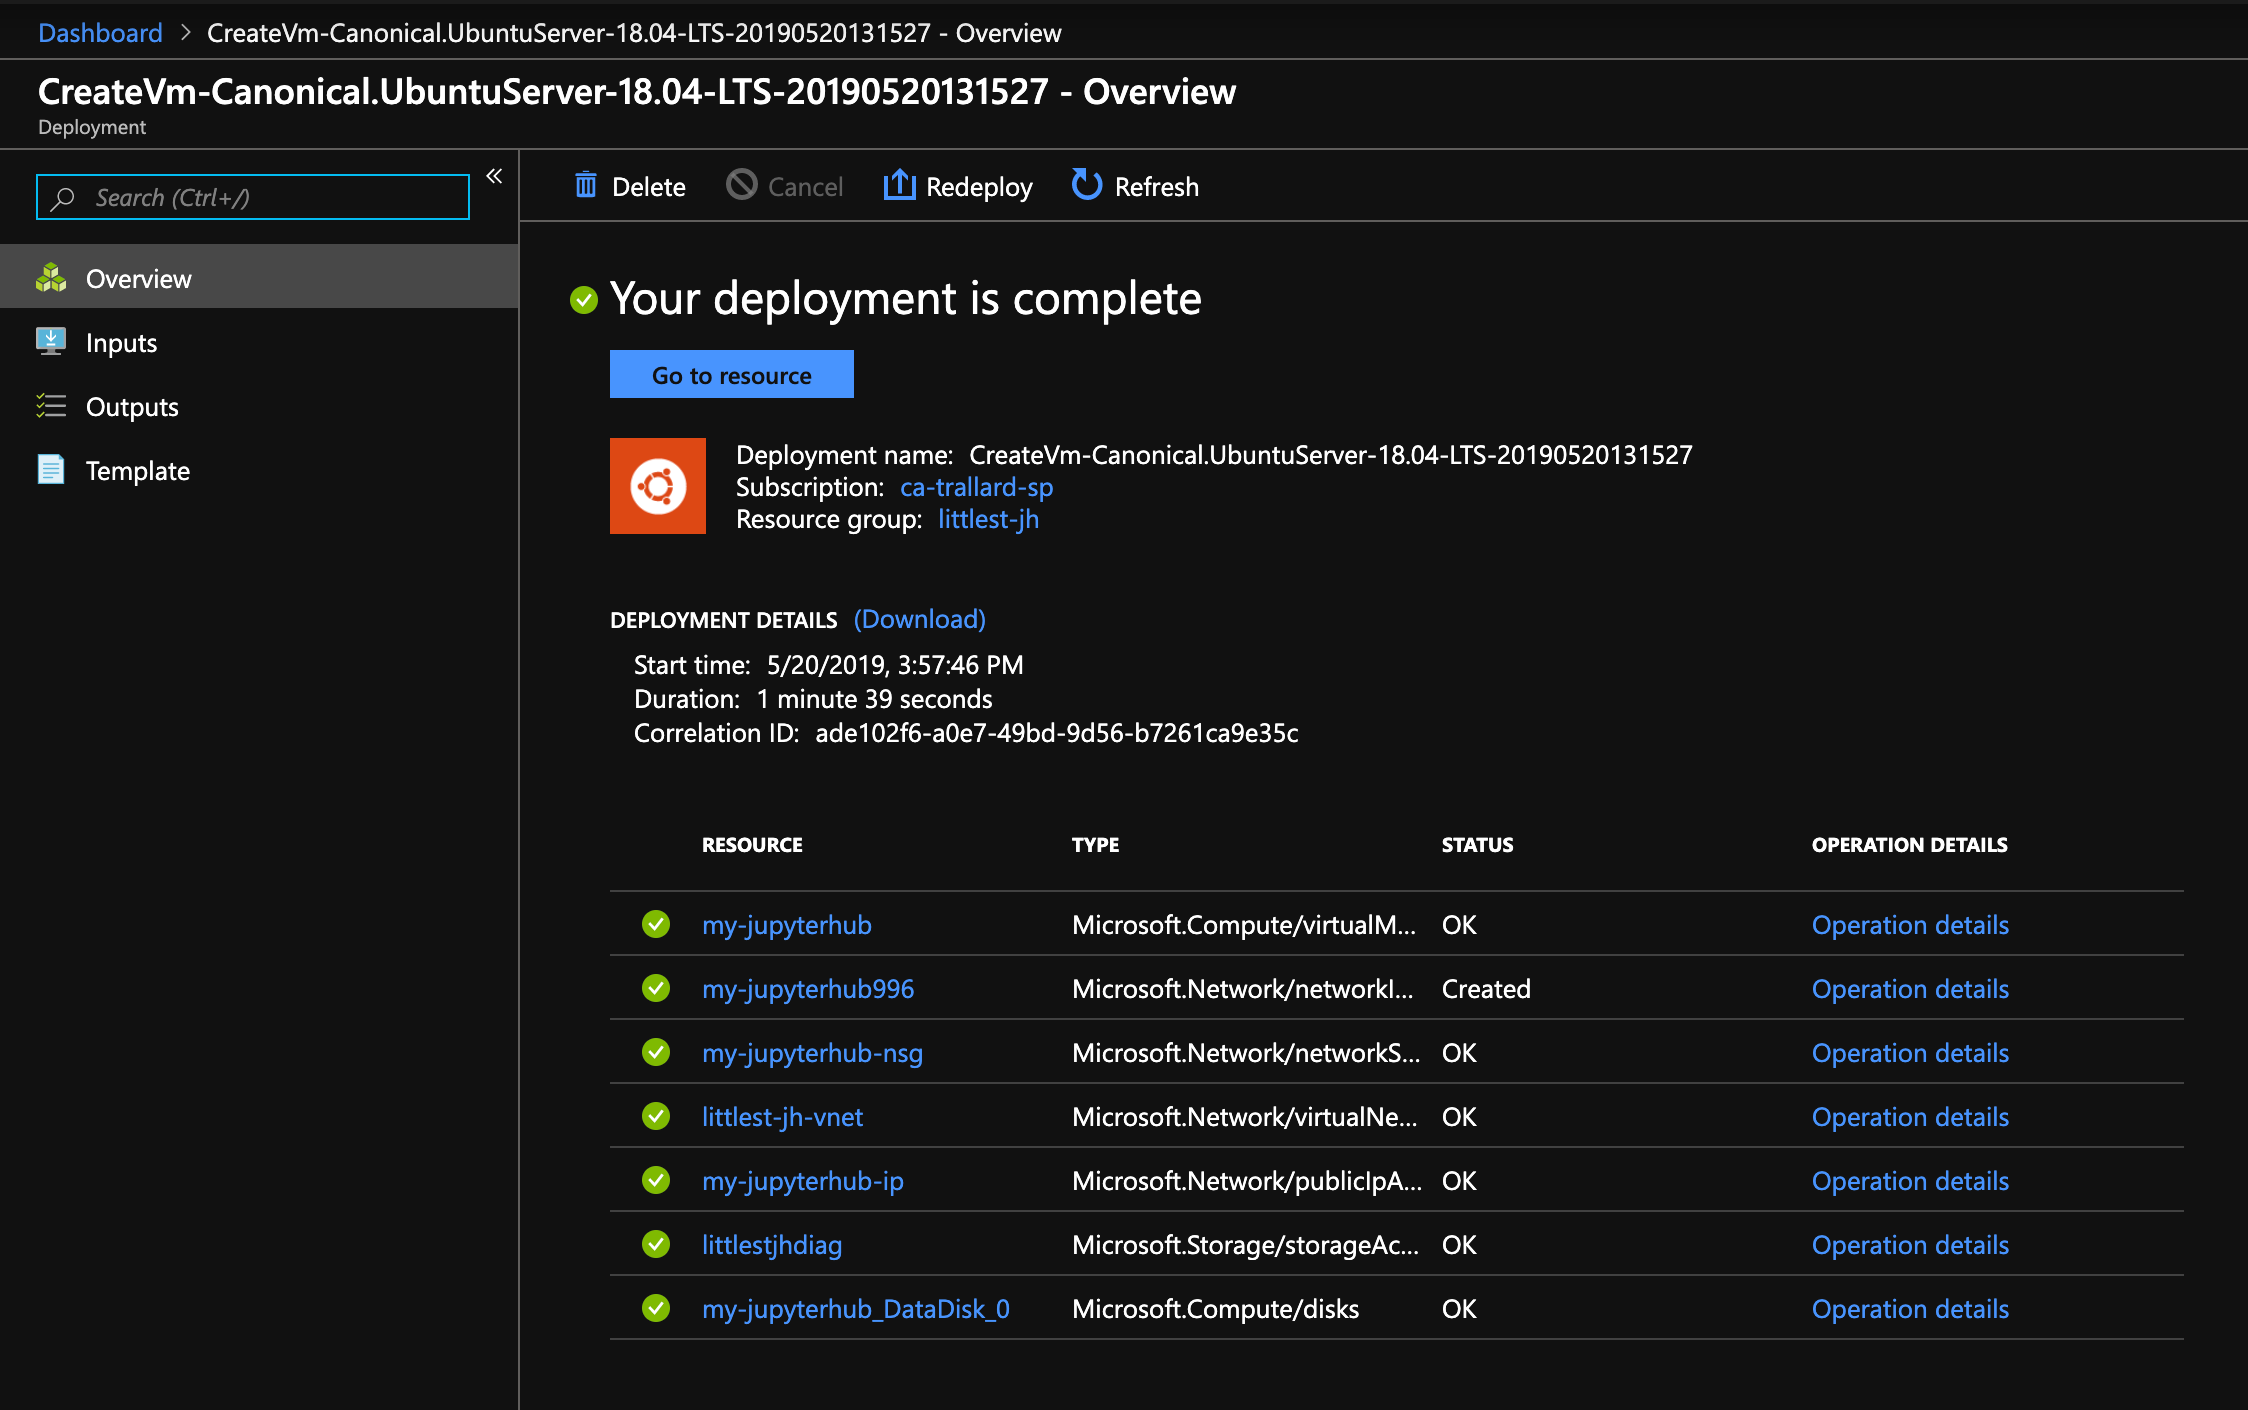 Dashboard > CreateVm-Canonical.UbuntuServer-18.04-LTS-20190520131527 - Overview
CreateVm-Canonical.UbuntuServer-18.04-LTS-20190520131527 - Overview
Deployment
Search (Ctrl+/)
«
Overview
Inputs
Outputs
Template
Delete Cancel Redeploy Refresh
Your deployment is complete
Go to resource
Deployment name: CreateVm-Canonical.UbuntuServer-18.04-LTS-20190520131527
Subscription: ca-trallard-sp
Resource group: littlest-jh
DEPLOYMENT DETAILS (Download)
Start time: 5/20/2019, 3:57:46 PM
Duration: 1 minute 39 seconds
Correlation ID: ade102f6-a0e7-49bd-9d56-b7261ca9e35c
RESOURCE TYPE STATUS OPERATION DETAILS
my-jupyterhub Microsoft.Compute/virtualM... OK Operation details
my-jupyterhub996 Microsoft.Network/networkI... Created Operation details
my-jupyterhub-nsg Microsoft.Network/networkS... OK Operation details
littlest-jh-vnet Microsoft.Network/virtualNe... OK Operation details
my-jupyterhub-ip Microsoft.Network/publicIpA... OK Operation details
littlestjhdiag Microsoft.Storage/storageAc... OK Operation details
my-jupyterhub_DataDisk_0 Microsoft.Compute/disks OK Operation details